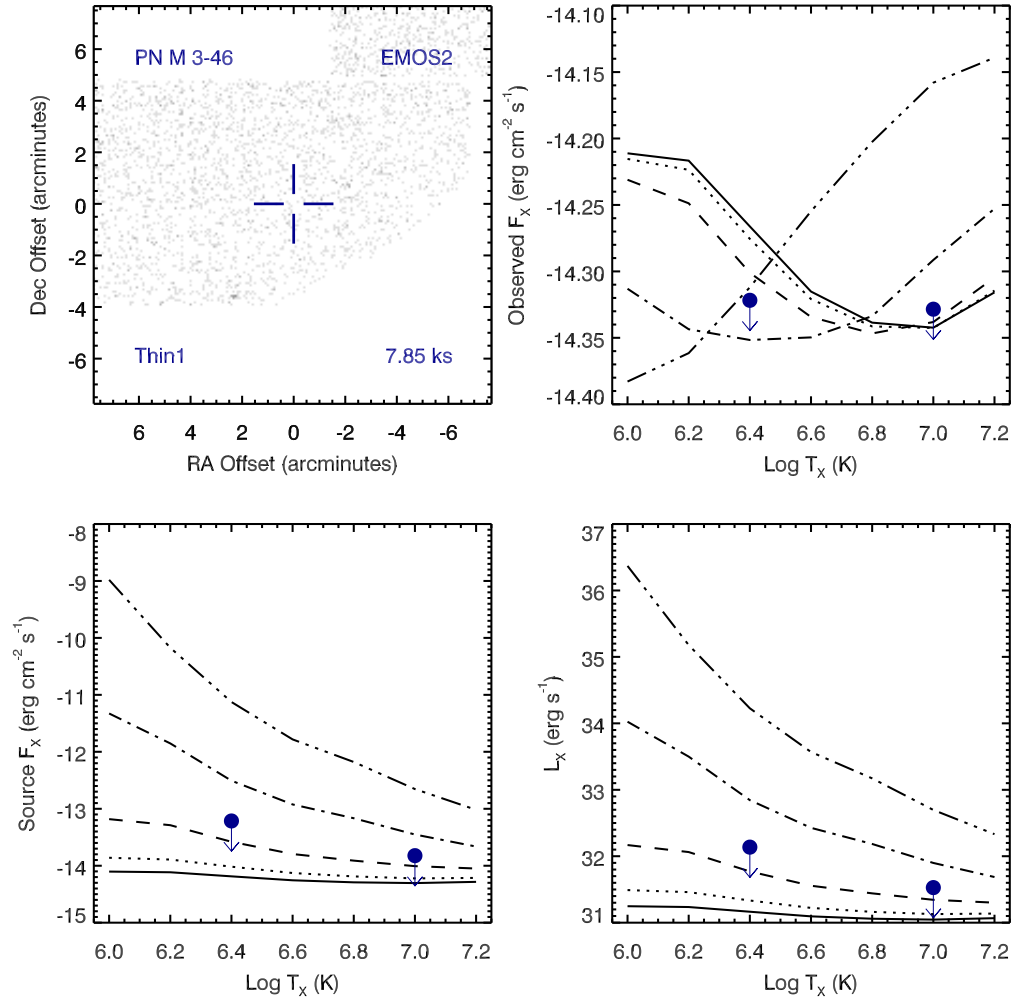 PN M 3-46
EMOS2
Thin1
7.85 ks
6
4
2
0
-2
-4
-6
6 4 2 0 -2 -4 -6
Dec Offset (arcminutes)
RA Offset (arcminutes)
-14.10
-14.15
-14.20
-14.25
-14.30
-14.35
-14.40
6.0 6.2 6.4 6.6 6.8 7.0 7.2
Observed Fx (erg cm-2 s-1)
Log Tx (K)
-8
-9
-10
-11
-12
-13
-14
-15
6.0 6.2 6.4 6.6 6.8 7.0 7.2
Source Fx (erg cm-2 s-1)
Log Tx (K)
37
36
35
34
33
32
31
6.0 6.2 6.4 6.6 6.8 7.0 7.2
Lx (erg s-1)
Log Tx (K)